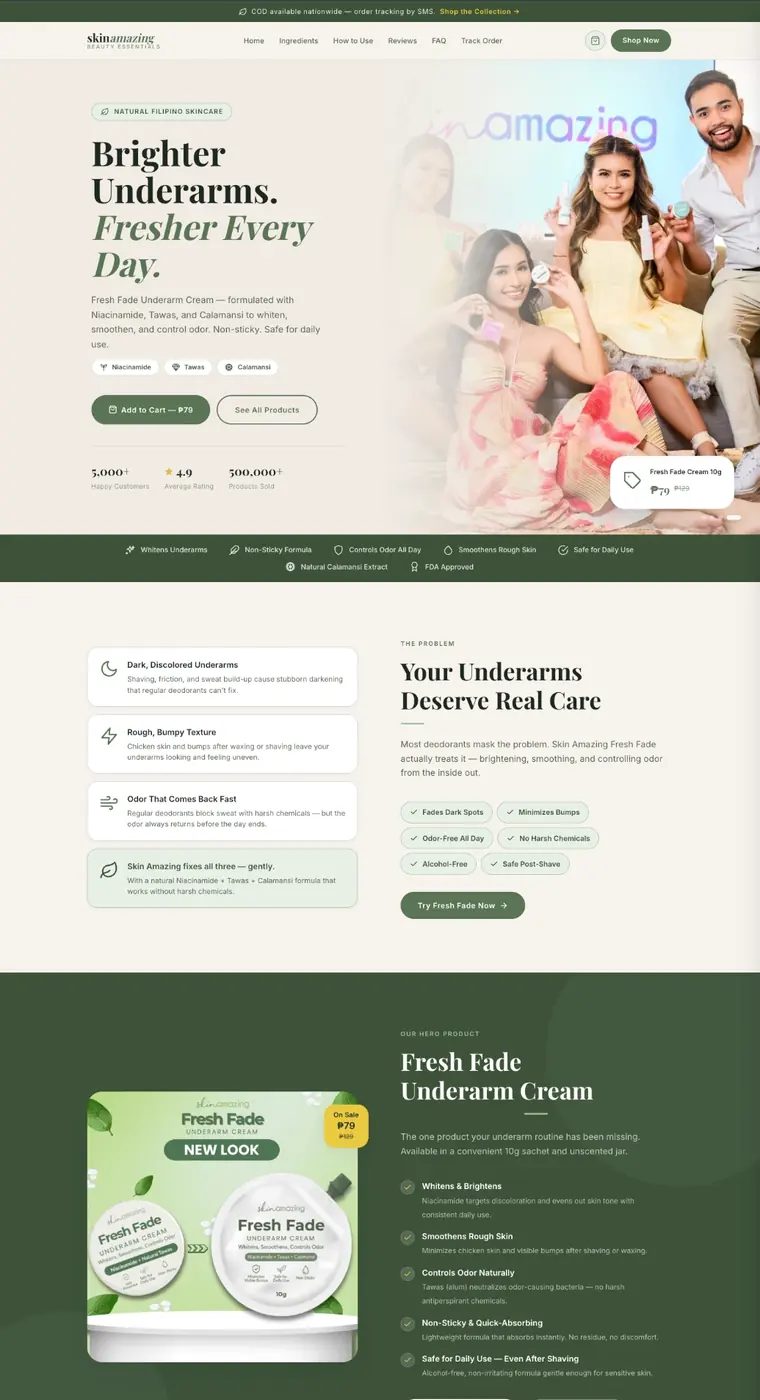 COD available nationwide — order tracking by SMS. Shop the Collection →
skinamazing
BEAUTY ESSENTIALS
Home Ingredients How to Use Reviews FAQ Track Order
Shop Now
NATURAL FILIPINO SKINCARE
inamazing
Brighter
Underarms.
Fresher Every
Day.
Fresh Fade Underarm Cream — formulated with
Niacinamide, Tawas, and Calamansi to whiten,
smoothen, and control odor. Non-sticky. Safe for daily
use.
Niacinamide Tawas Calamansi
Add to Cart — ₱79 See All Products
5,000+ 4.9 500,000+
Happy Customers Average Rating Products Sold
Fresh Fade Cream 10g
₱79 ₱129
Whitens Underarms Non-Sticky Formula Controls Odor All Day Smoothens Rough Skin Safe for Daily Use
Natural Calamansi Extract FDA Approved
Dark, Discolored Underarms
Shaving, friction, and sweat build-up cause stubborn darkening
that regular deodorants can't fix.
Rough, Bumpy Texture
Chicken skin and bumps after waxing or shaving leave your
underarms looking and feeling uneven.
Odor That Comes Back Fast
Regular deodorants block sweat with harsh chemicals — but the
odor always returns before the day ends.
Skin Amazing fixes all three — gently.
With a natural Niacinamide + Tawas + Calamansi formula that
works without harsh chemicals.
THE PROBLEM
Your Underarms
Deserve Real Care
Most deodorants mask the problem. Skin Amazing Fresh Fade
actually treats it — brightening, smoothing, and controlling odor
from the inside out.
Fades Dark Spots Minimizes Bumps
Odor-Free All Day No Harsh Chemicals
Alcohol-Free Safe Post-Shave
Try Fresh Fade Now →
skinamazing
Fresh Fade
UNDERARM CREAM
NEW LOOK
On Sale
₱79
₱129
skinamazing
Fresh Fade
UNDERARM CREAM
Whitens, Smoothens, Controls Odor
Niacinamide + Natural Tawas
skinamazing
Fresh Fade
UNDERARM CREAM
Whitens, Smoothens, Controls Odor
10g
OUR HERO PRODUCT
Fresh Fade
Underarm Cream
The one product your underarm routine has been missing.
Available in a convenient 10g sachet and unscented jar.
Whitens & Brightens
Niacinamide targets discoloration and evens out skin tone with
consistent daily use.
Smoothens Rough Skin
Minimizes chicken skin and visible bumps after shaving or waxing.
Controls Odor Naturally
Tawas (alum) neutralizes odor-causing bacteria — no harsh
antiperspirant chemicals.
Non-Sticky & Quick-Absorbing
Lightweight formula that absorbs instantly. No residue, no discomfort.
Safe for Daily Use — Even After Shaving
Alcohol-free, non-irritating formula gentle enough for sensitive skin.